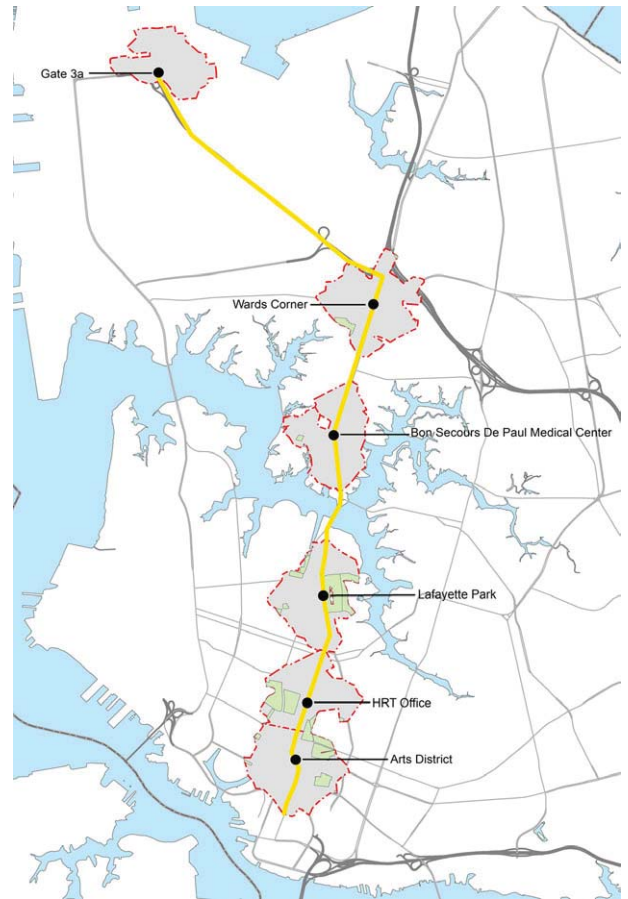 Gate 3a
Wards Corner
Bon Secours De Paul Medical Center
Lafayette Park
HRT Office
Arts District